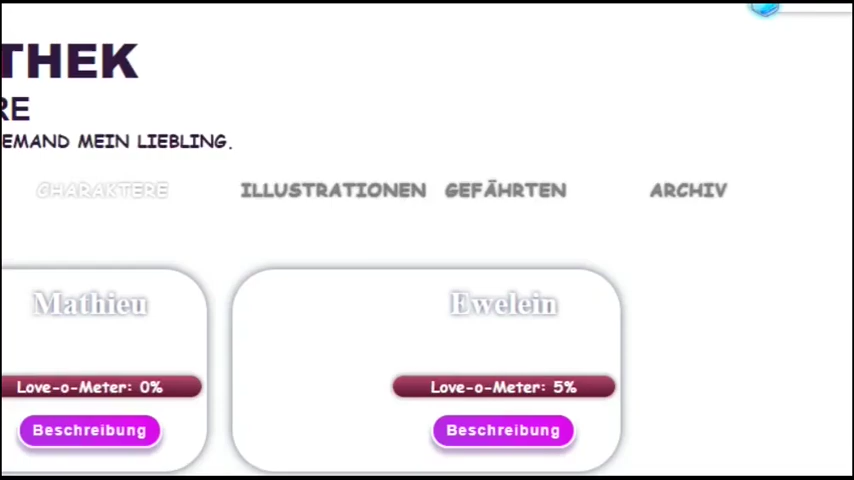 THEK
RE
EMAND MEIN LIEBLING.
CHARAKTERE ILLUSTRATIONEN GEFÄHRTEN ARCHIV
Mathieu Ewelein
Love-o-Meter: 0% Love-o-Meter: 5%
Beschreibung Beschreibung